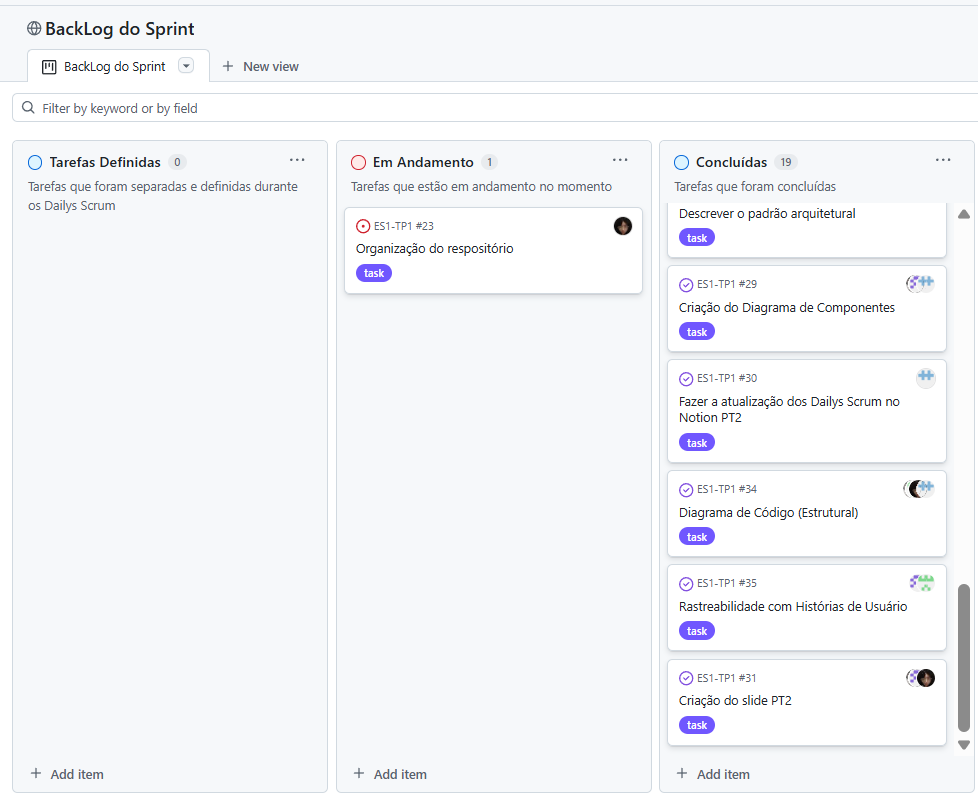 BackLog do Sprint
BackLog do Sprint
New view
Filter by keyword or by field
Tarefas Definidas 0
Tarefas que foram separadas e definidas durante
os Dailys Scrum
Add item
Em Andamento 1
Tarefas que estão em andamento no momento
ES1-TP1 #23
Organização do respositório
task
Add item
Concluídas 19
Tarefas que foram concluídas
Descrever o padrão arquitetural
task
ES1-TP1 #29
Criação do Diagrama de Componentes
task
ES1-TP1 #30
Fazer a atualização dos Dailys Scrum no
Notion PT2
task
ES1-TP1 #34
Diagrama de Código (Estrutural)
task
ES1-TP1 #35
Rastreabilidade com Histórias de Usuário
task
ES1-TP1 #31
Criação do slide PT2
task
Add item